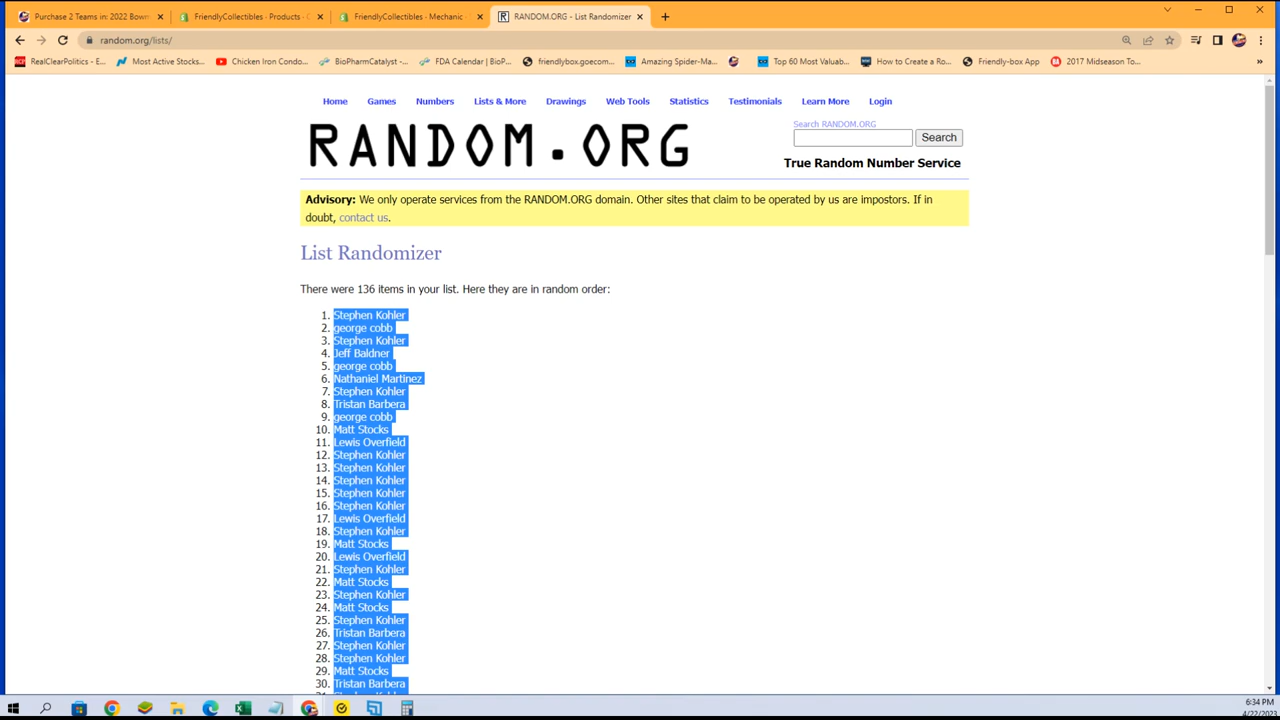 Purchase 2 Teams in: 2022 Bowm
FriendlyCollectibles - Products - C
FriendlyCollectibles - Mechanic -
RANDOM.ORG - List Randomizer
random.org/lists/
RealClearPolitics - E...
Most Active Stocks...
Chicken Iron Condo...
BioPharmCatalyst -...
FDA Calendar | BioP...
friendlybox.goecom...
Amazing Spider-Ma...
Top 60 Most Valuab...
How to Create a Ro...
Friendly-box App
2017 Midseason To...
»
Home Games Numbers Lists & More Drawings Web Tools Statistics Testimonials Learn More Login
RANDOM.ORG
Search RANDOM.ORG
Search
True Random Number Service
Advisory: We only operate services from the RANDOM.ORG domain. Other sites that claim to be operated by us are impostors. If in
doubt, contact us.
List Randomizer
There were 136 items in your list. Here they are in random order:
1. Stephen Kohler
2. george cobb
3. Stephen Kohler
4. Jeff Baldner
5. george cobb
6. Nathaniel Martinez
7. Stephen Kohler
8. Tristan Barbera
9. george cobb
10. Matt Stocks
11. Lewis Overfield
12. Stephen Kohler
13. Stephen Kohler
14. Stephen Kohler
15. Stephen Kohler
16. Stephen Kohler
17. Lewis Overfield
18. Stephen Kohler
19. Matt Stocks
20. Lewis Overfield
21. Stephen Kohler
22. Matt Stocks
23. Stephen Kohler
24. Matt Stocks
25. Stephen Kohler
26. Tristan Barbera
27. Stephen Kohler
28. Stephen Kohler
29. Matt Stocks
30. Tristan Barbera
6:34 PM
4/22/2023